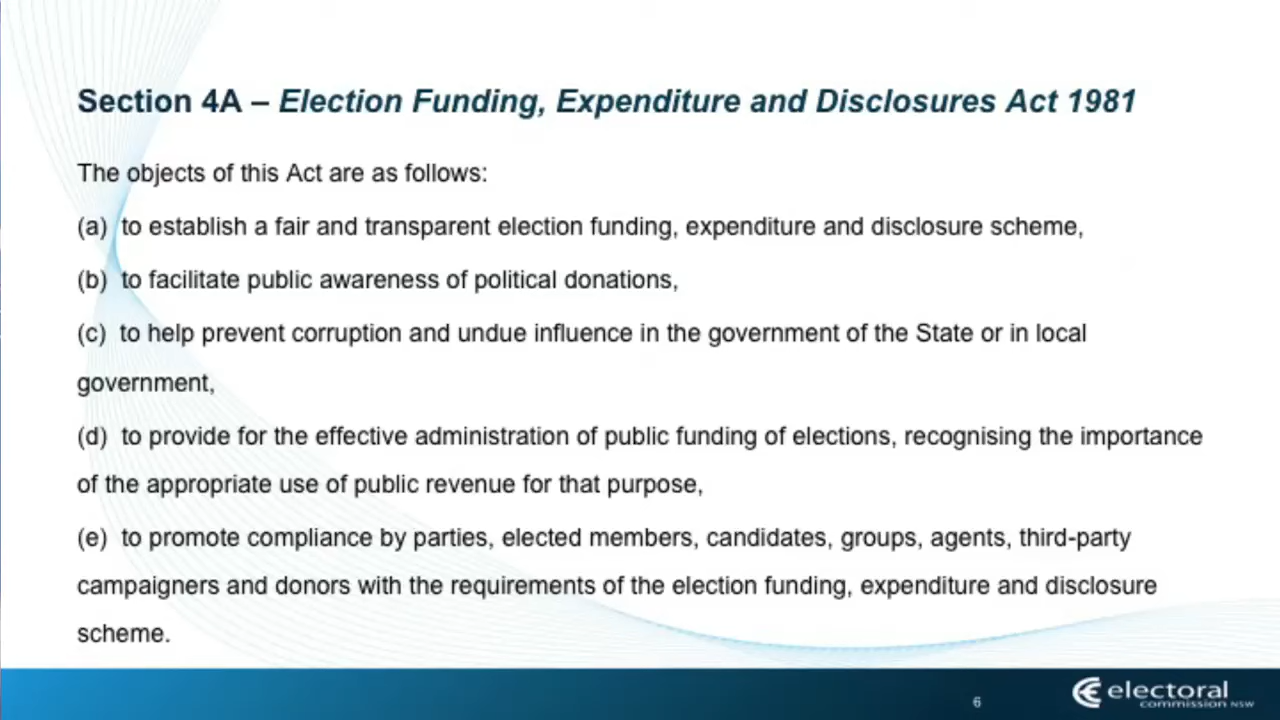 Section 4A – Election Funding, Expenditure and Disclosures Act 1981
The objects of this Act are as follows:
(a) to establish a fair and transparent election funding, expenditure and disclosure scheme,
(b) to facilitate public awareness of political donations,
(c) to help prevent corruption and undue influence in the government of the State or in local
government,
(d) to provide for the effective administration of public funding of elections, recognising the importance
of the appropriate use of public revenue for that purpose,
(e) to promote compliance by parties, elected members, candidates, groups, agents, third-party
campaigners and donors with the requirements of the election funding, expenditure and disclosure
scheme.
6
electoral
commission NSW